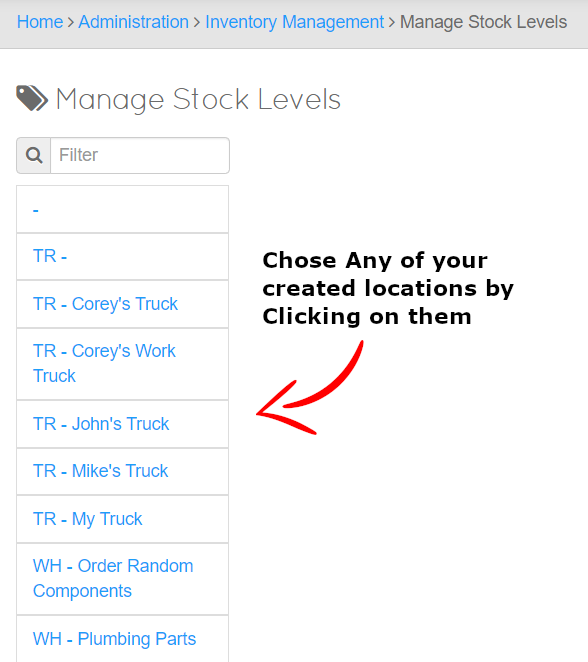 Home > Administration > Inventory Management > Manage Stock Levels
Manage Stock Levels
Filter
-
TR -
TR - Corey's Truck
TR - Corey's Work
Truck
TR - John's Truck
TR - Mike's Truck
TR - My Truck
WH - Order Random
Components
WH - Plumbing Parts
Chose Any of your
created locations by
Clicking on them